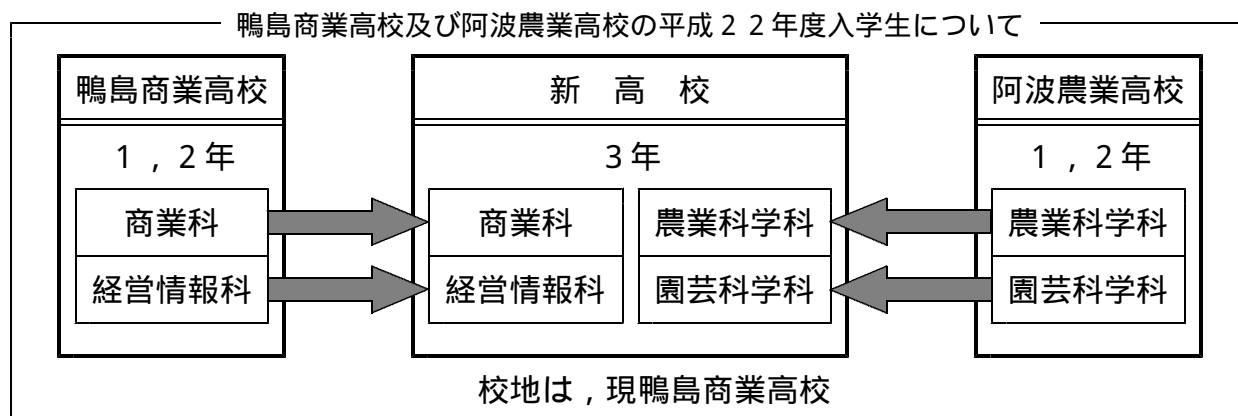 鴨島商業高校及び阿波農業高校の平成２２年度入学生について
鴨島商業高校
新　高　校
阿波農業高校
１，２年
３年
１，２年
商業科
商業科
農業科学科
農業科学科
経営情報科
経営情報科
園芸科学科
園芸科学科
校地は，現鴨島商業高校